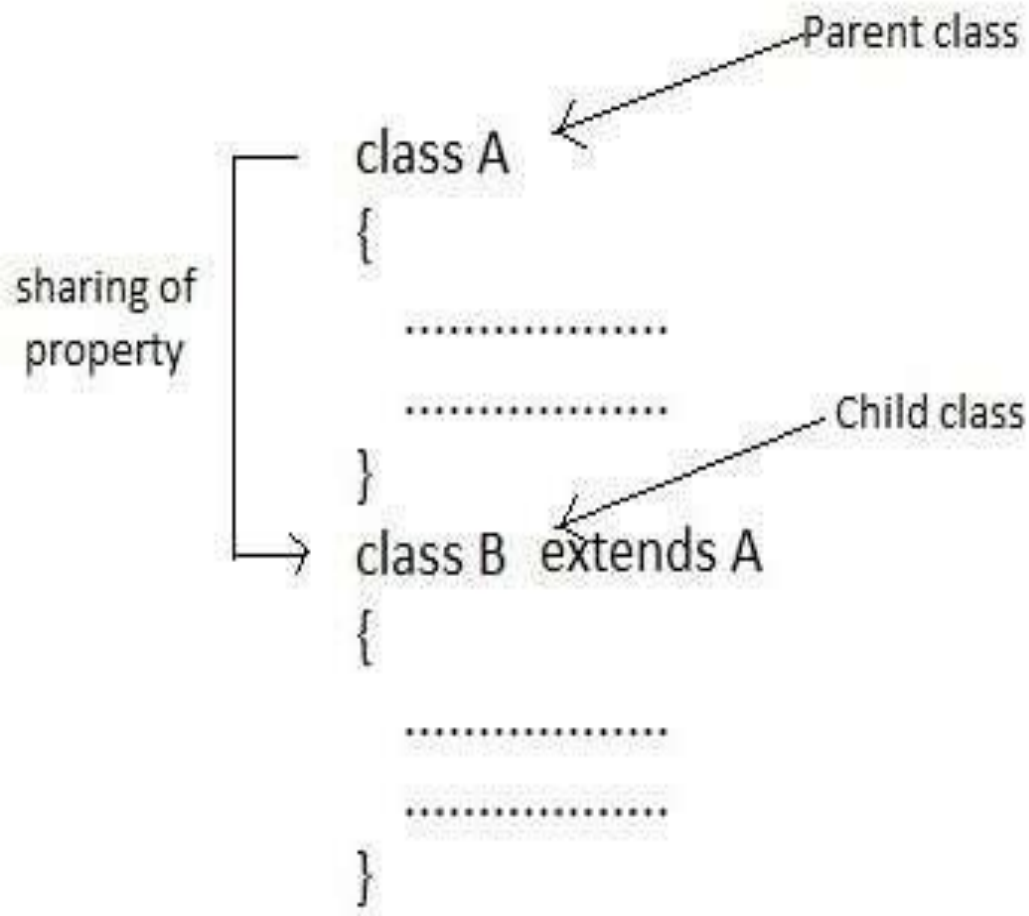 Parent class
class A
{
sharing of
property
..................
..................
Child class
}
class B extends A
{
..................
..................
}